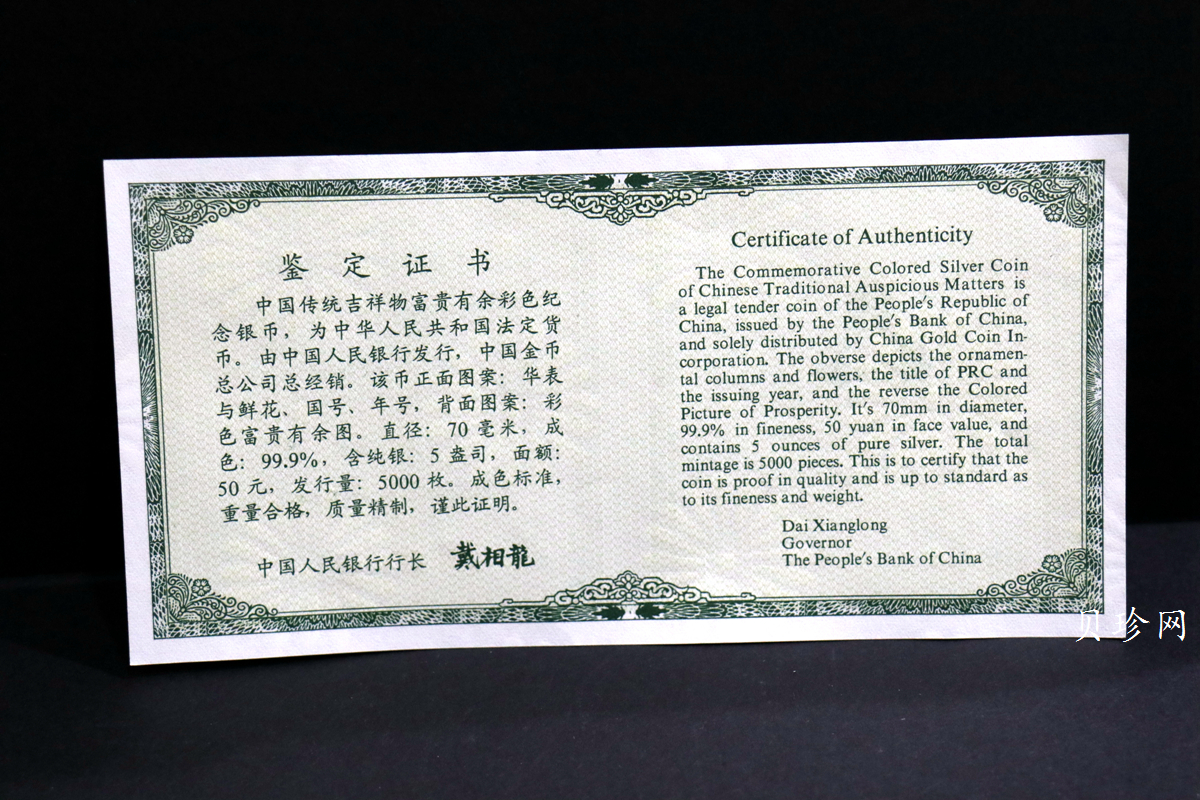 鉴定证书
中国传统吉祥物富贵有余彩色纪
念银币，为中华人民共和国法定货
币。由中国人民银行发行，中国金币
总公司总经销。该币正面图案：华表
与鲜花、国号、年号，背面图案：彩
色富贵有余图。直径：70毫米，成
色：99.9%，含纯银：5盎司，面额：
50元，发行量：5000枚。成色标准，
重量合格，质量精制，谨此证明。
中国人民银行行长 戴相龍
Certificate of Authenticity
The Commemorative Colored Silver Coin
of Chinese Traditional Auspicious Matters is
a legal tender coin of the People's Republic of
China, issued by the People's Bank of China,
and solely distributed by China Gold Coin In-
corporation. The obverse depicts the ornamen-
tal columns and flowers, the title of PRC and
the issuing year, and the reverse the Colored
Picture of Prosperity. It's 70mm in diameter,
99.9% in fineness, 50 yuan in face value, and
contains 5 ounces of pure silver. The total
mintage is 5000 pieces. This is to certify that the
coin is proof in quality and is up to standard as
to its fineness and weight.
Dai Xianglong
Governor
The People's Bank of China
贝珍网